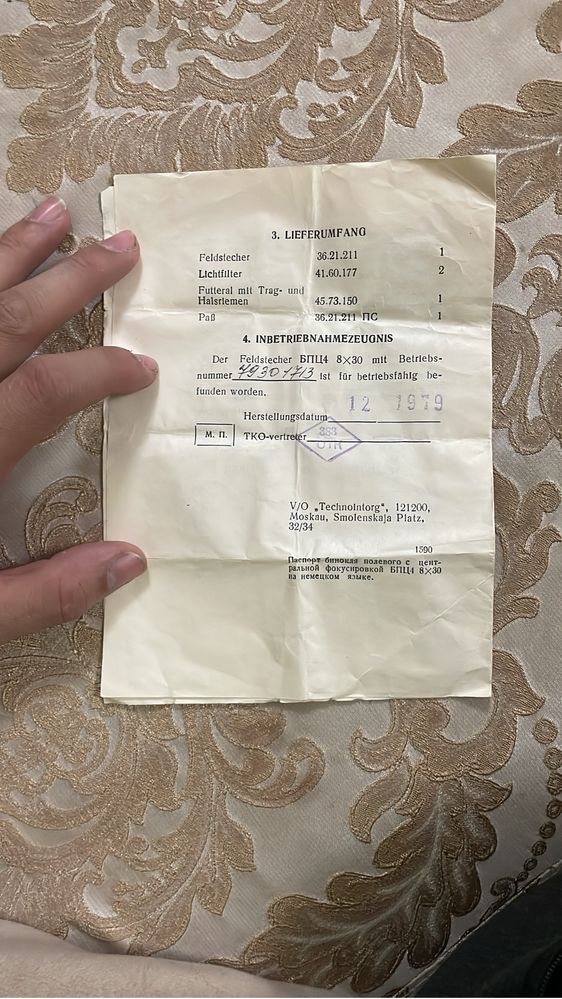 3. LIEFERUMFANG
Feldstecher 36.21.211 1
Lichtfilter 41.60.177 2
Futteral mit Trag- und
Halsriemen 45.73.150 1
Paß 36.21.211 ПС 1
4. INBETRIEBNAHMEZEUGNIS
Der Feldstecher БПЦ4 8×30 mit Betriebs-
nummer 79301713 ist für betriebsfähig be-
funden worden.
Herstellungsdatum 12 1979
М. П. TKO-vertreter
V/O „Technointorg“, 121200,
Moskau, Smolenskaja Platz,
32/34
1590
Паспорт бинокля полевого с цент-
ральной фокусировкой БПЦ4 8×30
на немецком языке.